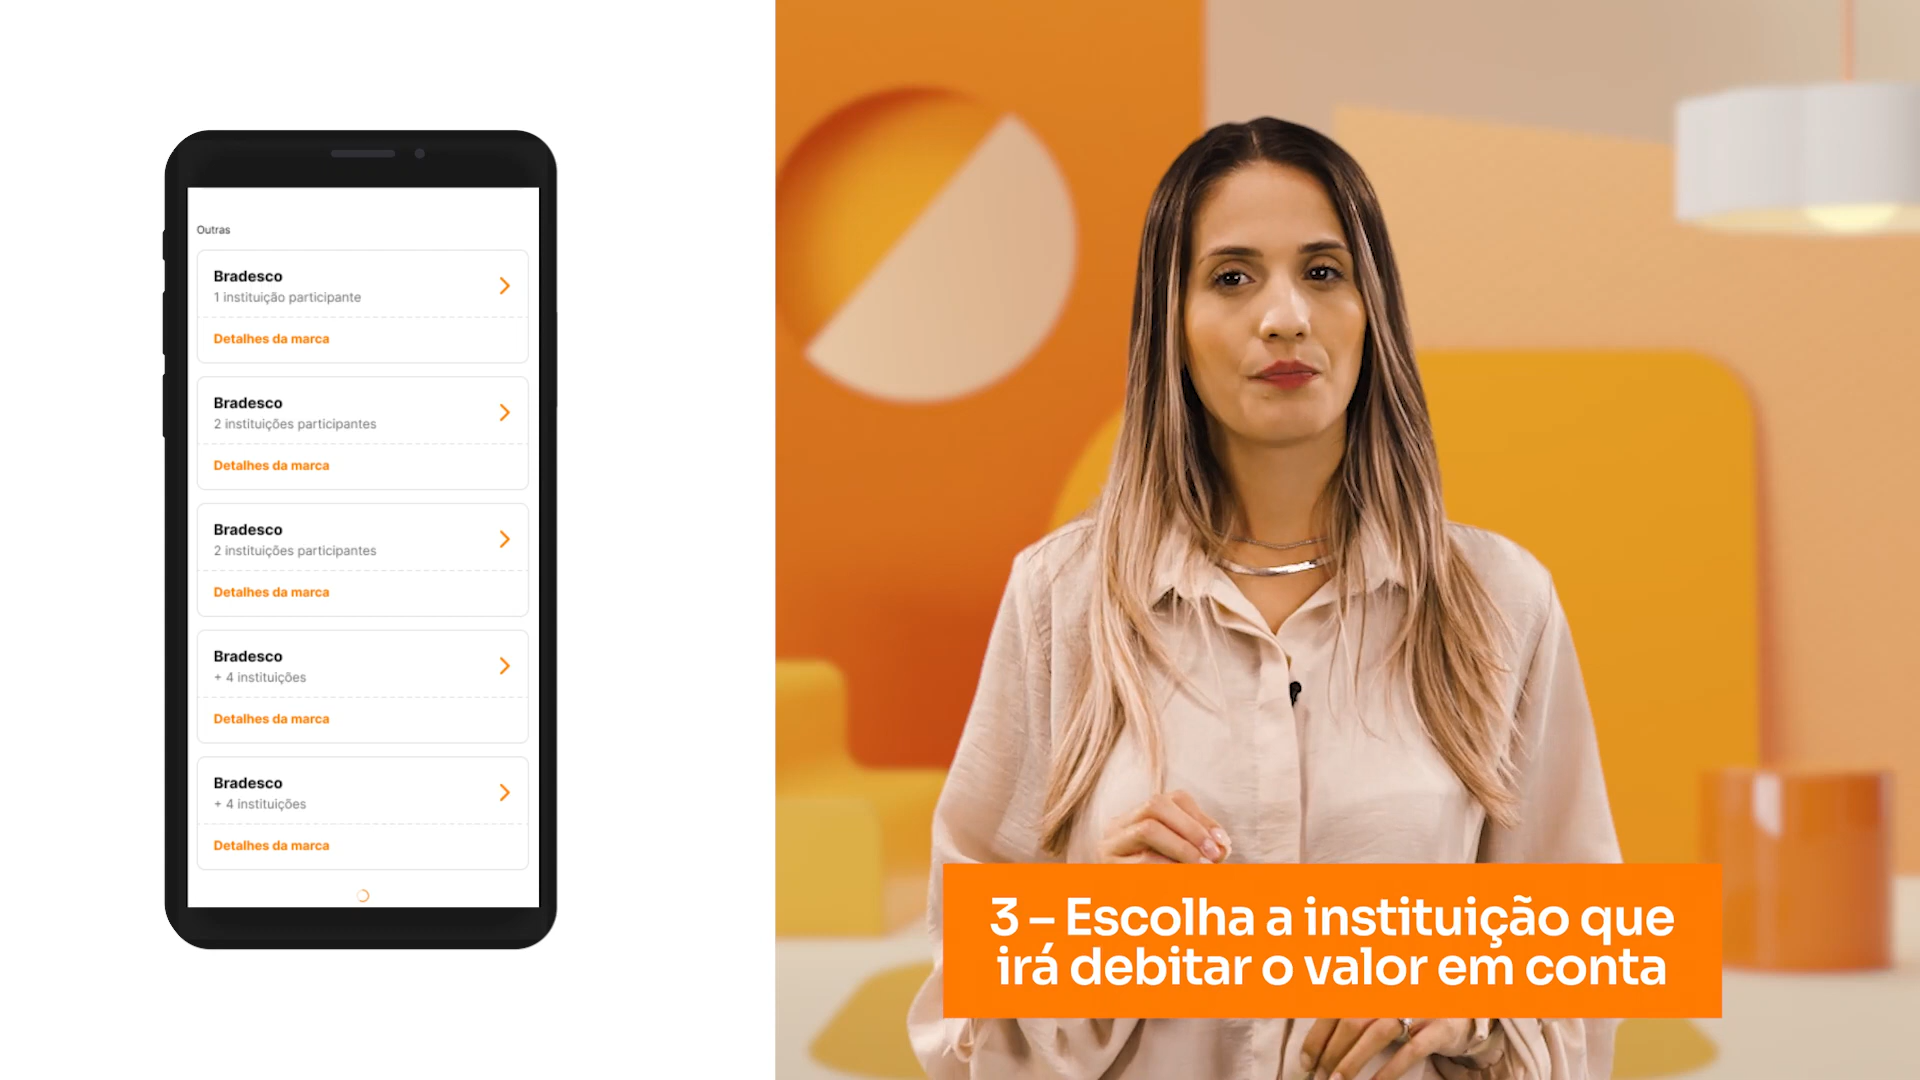 Outras
Bradesco
1 instituição participante
Detalhes da marca
Bradesco
2 instituições participantes
Detalhes da marca
Bradesco
2 instituições participantes
Detalhes da marca
Bradesco
+ 4 instituições
Detalhes da marca
Bradesco
+ 4 instituições
Detalhes da marca
3 – Escolha a instituição que
irá debitar o valor em conta